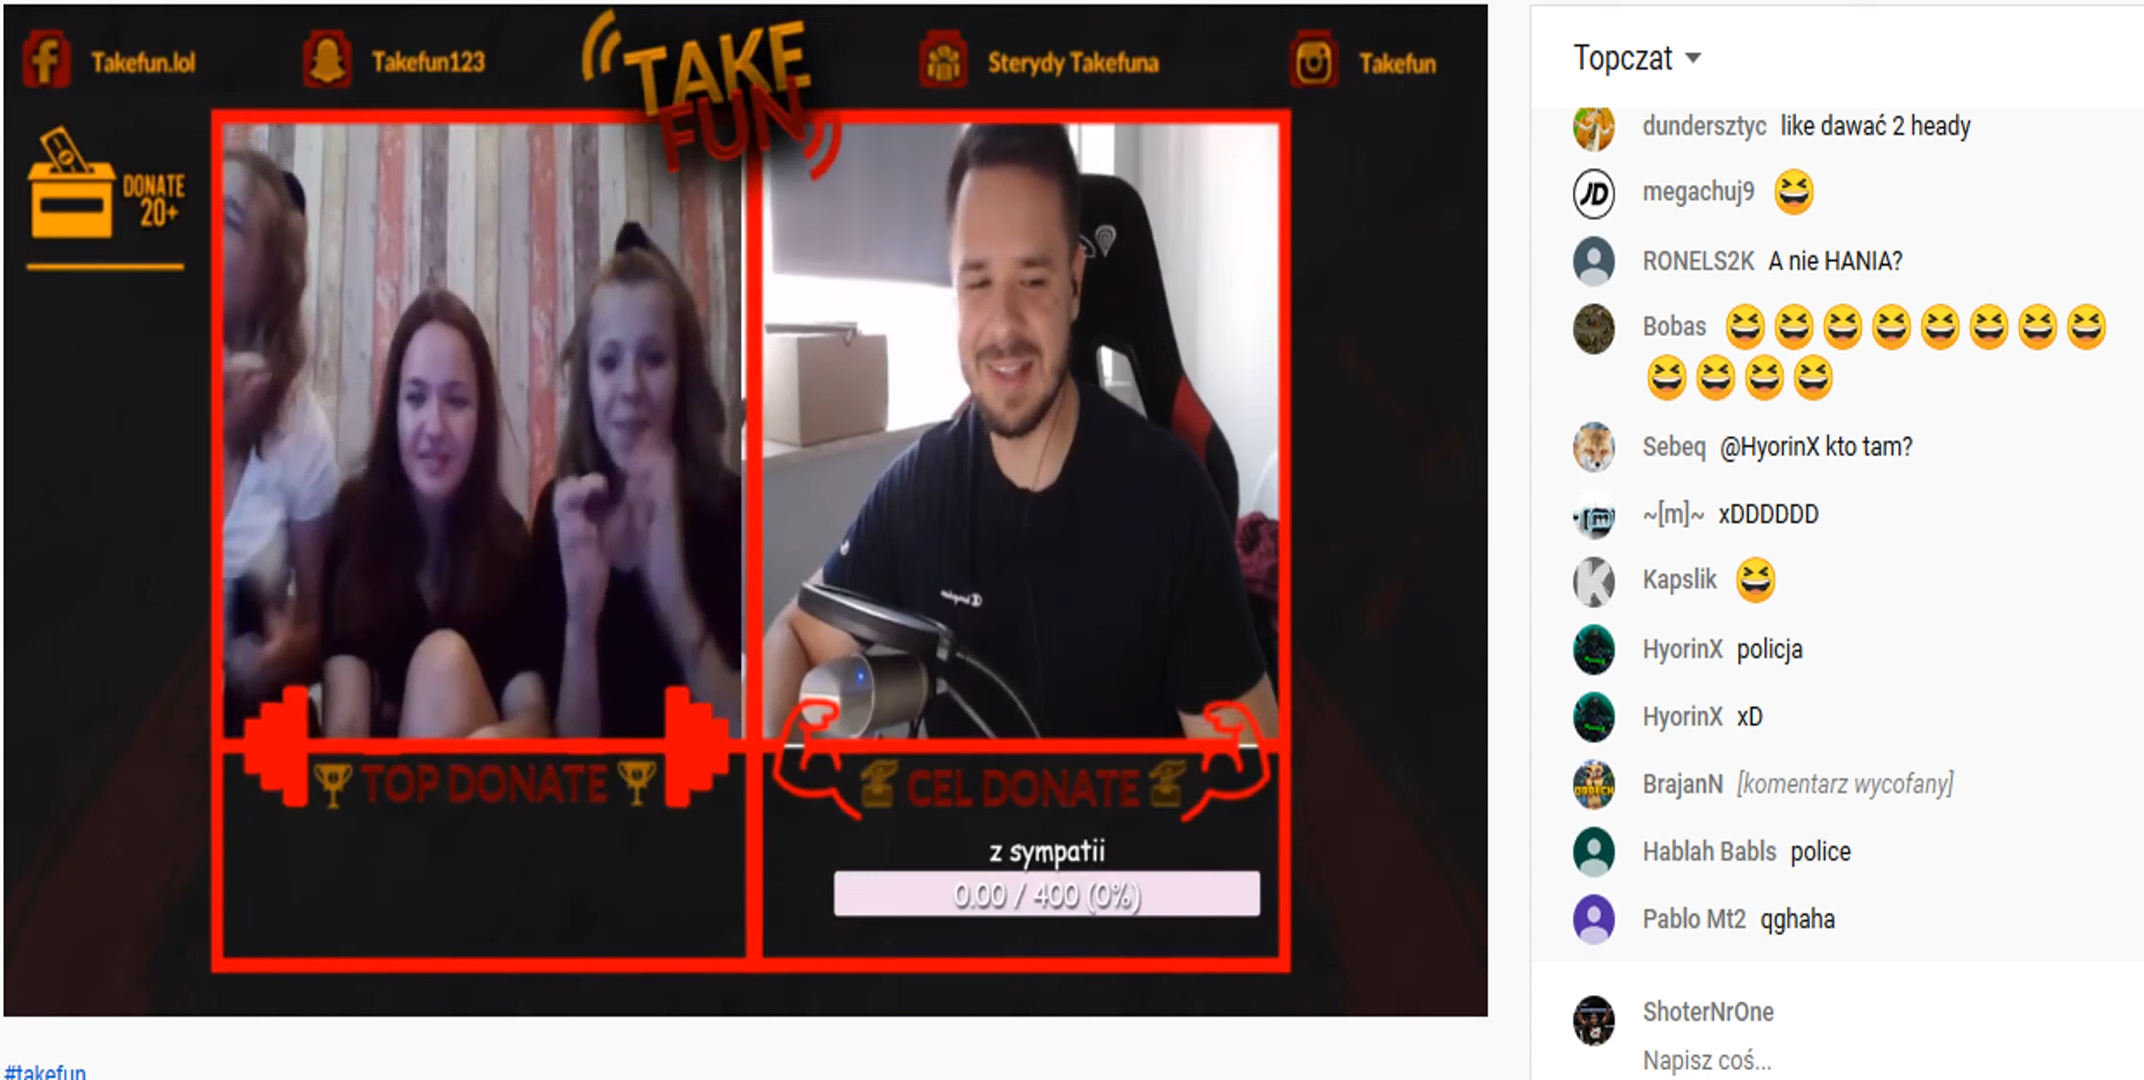 Takefun.lol
Takefun123
TAKE
FUN
Sterydy Takefuna
Takefun
DONATE
20+
TOP DONATE
CEL DONATE
z sympatii
0.00 / 400 (0%)
#takefun
Topczat
dundersztyc like dawać 2 heady
JD
megachuj9 😆
RONELS2K A nie HANIA?
Bobas 😆😆😆😆😆😆😆😆
😆😆😆😆
Sebeq @HyorinX kto tam?
~[m]~ xDDDDDD
K
Kapslik 😆
HyorinX policja
HyorinX xD
BrajanN [komentarz wycofany]
Hablah Babls police
Pablo Mt2 qghaha
ShoterNrOne
Napisz coś...